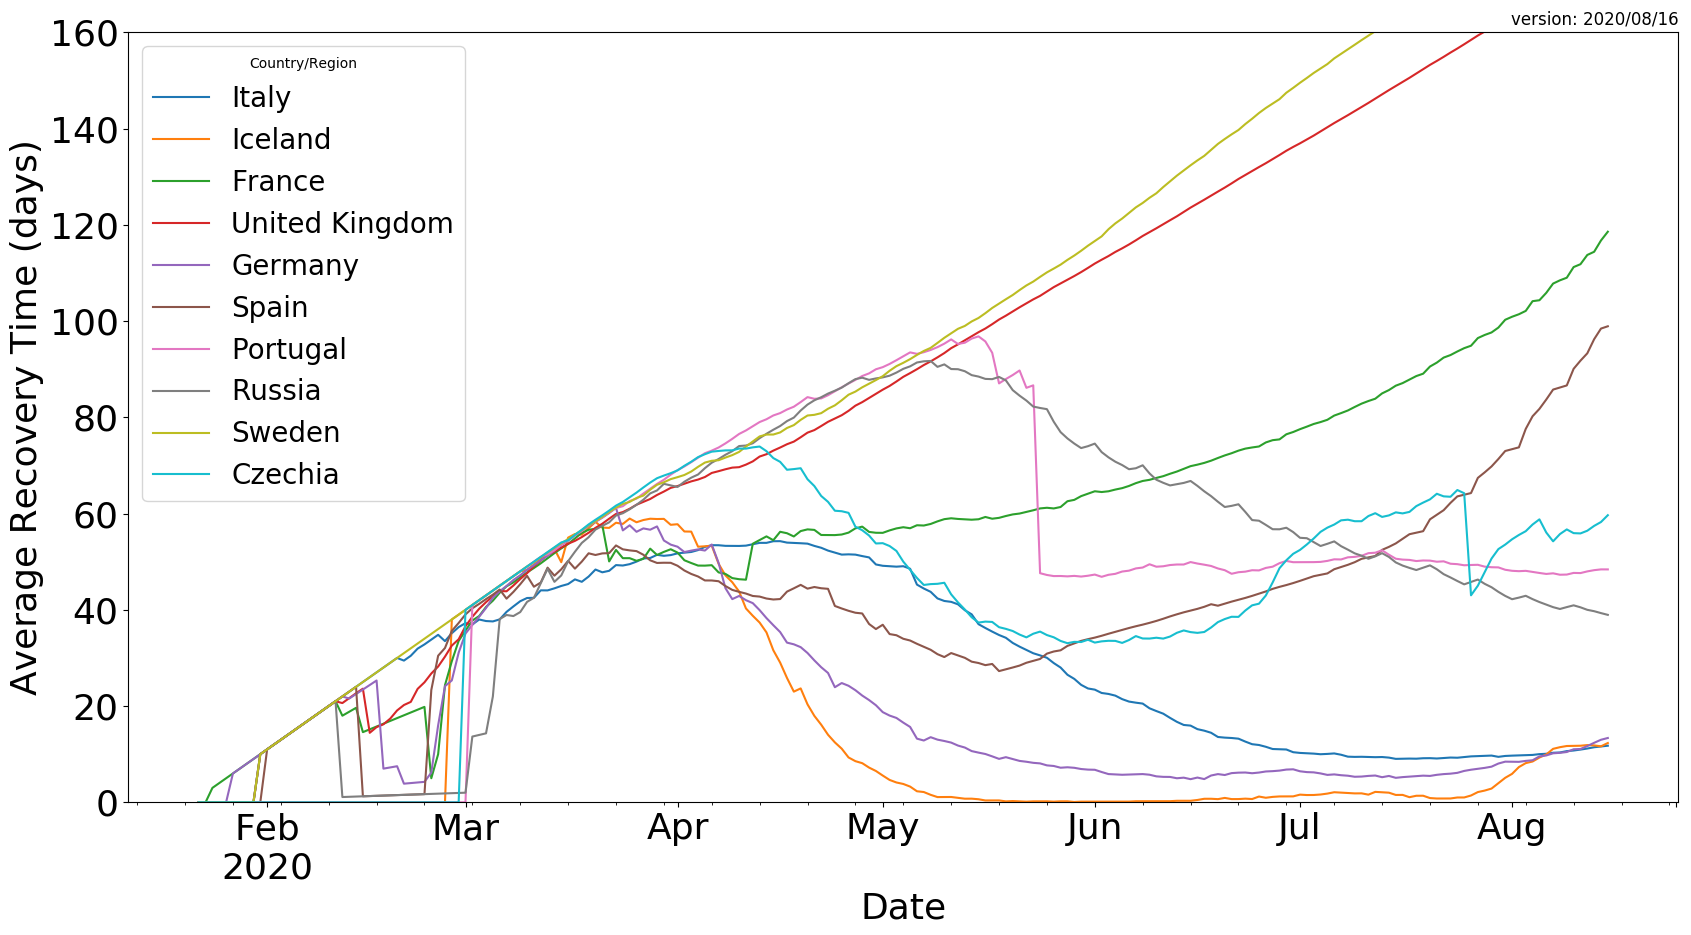 version: 2020/08/16
Average Recovery Time (days)
160
140
120
100
80
60
40
20
0
Country/Region
Italy
Iceland
France
United Kingdom
Germany
Spain
Portugal
Russia
Sweden
Czechia
Feb Mar Apr May Jun Jul Aug
2020
Date